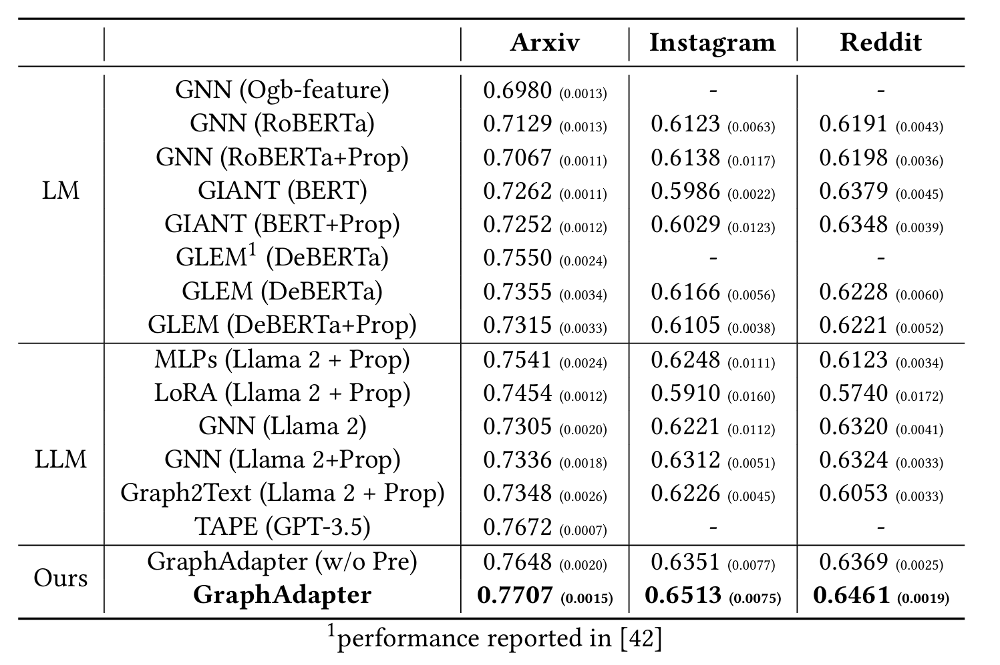 Arxiv Instagram Reddit
LM
GNN (Ogb-feature) 0.6980 (0.0013) - -
GNN (RoBERTa) 0.7129 (0.0013) 0.6123 (0.0063) 0.6191 (0.0043)
GNN (RoBERTa+Prop) 0.7067 (0.0011) 0.6138 (0.0117) 0.6198 (0.0036)
GIANT (BERT) 0.7262 (0.0011) 0.5986 (0.0022) 0.6379 (0.0045)
GIANT (BERT+Prop) 0.7252 (0.0012) 0.6029 (0.0123) 0.6348 (0.0039)
GLEM¹ (DeBERTa) 0.7550 (0.0024) - -
GLEM (DeBERTa) 0.7355 (0.0034) 0.6166 (0.0056) 0.6228 (0.0060)
GLEM (DeBERTa+Prop) 0.7315 (0.0033) 0.6105 (0.0038) 0.6221 (0.0052)
LLM
MLPs (Llama 2 + Prop) 0.7541 (0.0024) 0.6248 (0.0111) 0.6123 (0.0034)
LoRA (Llama 2 + Prop) 0.7454 (0.0012) 0.5910 (0.0160) 0.5740 (0.0172)
GNN (Llama 2) 0.7305 (0.0020) 0.6221 (0.0112) 0.6320 (0.0041)
GNN (Llama 2+Prop) 0.7336 (0.0018) 0.6312 (0.0051) 0.6324 (0.0033)
Graph2Text (Llama 2 + Prop) 0.7348 (0.0026) 0.6226 (0.0045) 0.6053 (0.0033)
TAPE (GPT-3.5) 0.7672 (0.0007) - -
Ours
GraphAdapter (w/o Pre) 0.7648 (0.0020) 0.6351 (0.0077) 0.6369 (0.0025)
GraphAdapter 0.7707 (0.0015) 0.6513 (0.0075) 0.6461 (0.0019)
¹performance reported in [42]